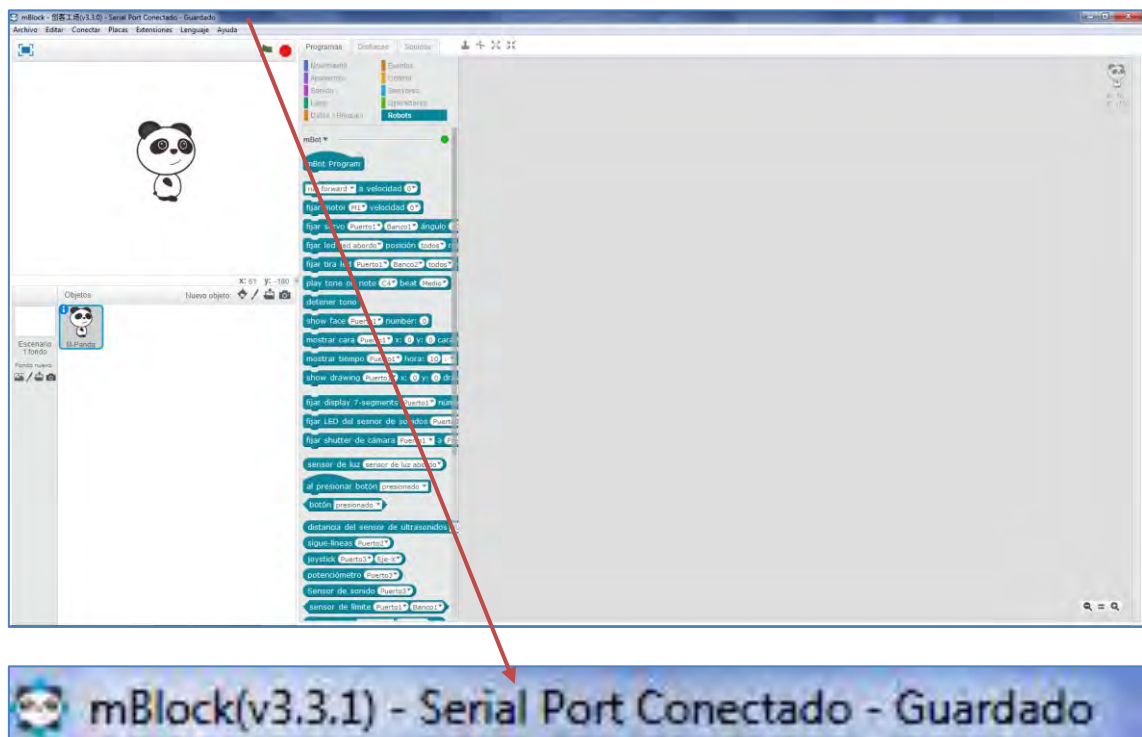 mBlock - 创客工场(v3.3.0) - Serial Port Conectado - Guardado
Archivo Editar Conectar Placas Extensiones Lenguaje Ayuda
Programas Disfraces Sonidos
Movimiento Eventos
Apariencia Control
Sonido Sensores
Lápiz Operadores
Datos y Bloques Robots
mBot
mBot Program
run forward a velocidad 0
fijar motor M1 velocidad 0
fijar servo Puerto1 Banco1 ángulo
fijar led led abordo posición todos
fijar tira led Puerto1 Banco2 todos
play tone on note C4 beat Medio
detener tono
show face Puerto1 number: 0
mostrar cara Puerto1 x: 0 y: 0 cara
mostrar tiempo Puerto1 hora: 10 :
show drawing Puerto1 x: 0 y: 0
fijar display 7-segments Puerto1
fijar LED del sesnor de sonidos
fijar shutter de cámara Puerto1 a
sensor de luz sensor de luz abordo
al presionar botón presionado
botón presionado
distancia del sensor de ultrasonidos
sigue-líneas Puerto2
joystick Puerto3 Eje-X
potenciómetro Puerto3
Sensor de sonido Puerto3
sensor de límite Puerto1 Banco1
x: 61 y: -180
Objetos Nuevo objeto:
Escenario
1 fondo
M-Panda
Fondo nuevo
mBlock(v3.3.1) - Serial Port Conectado - Guardado